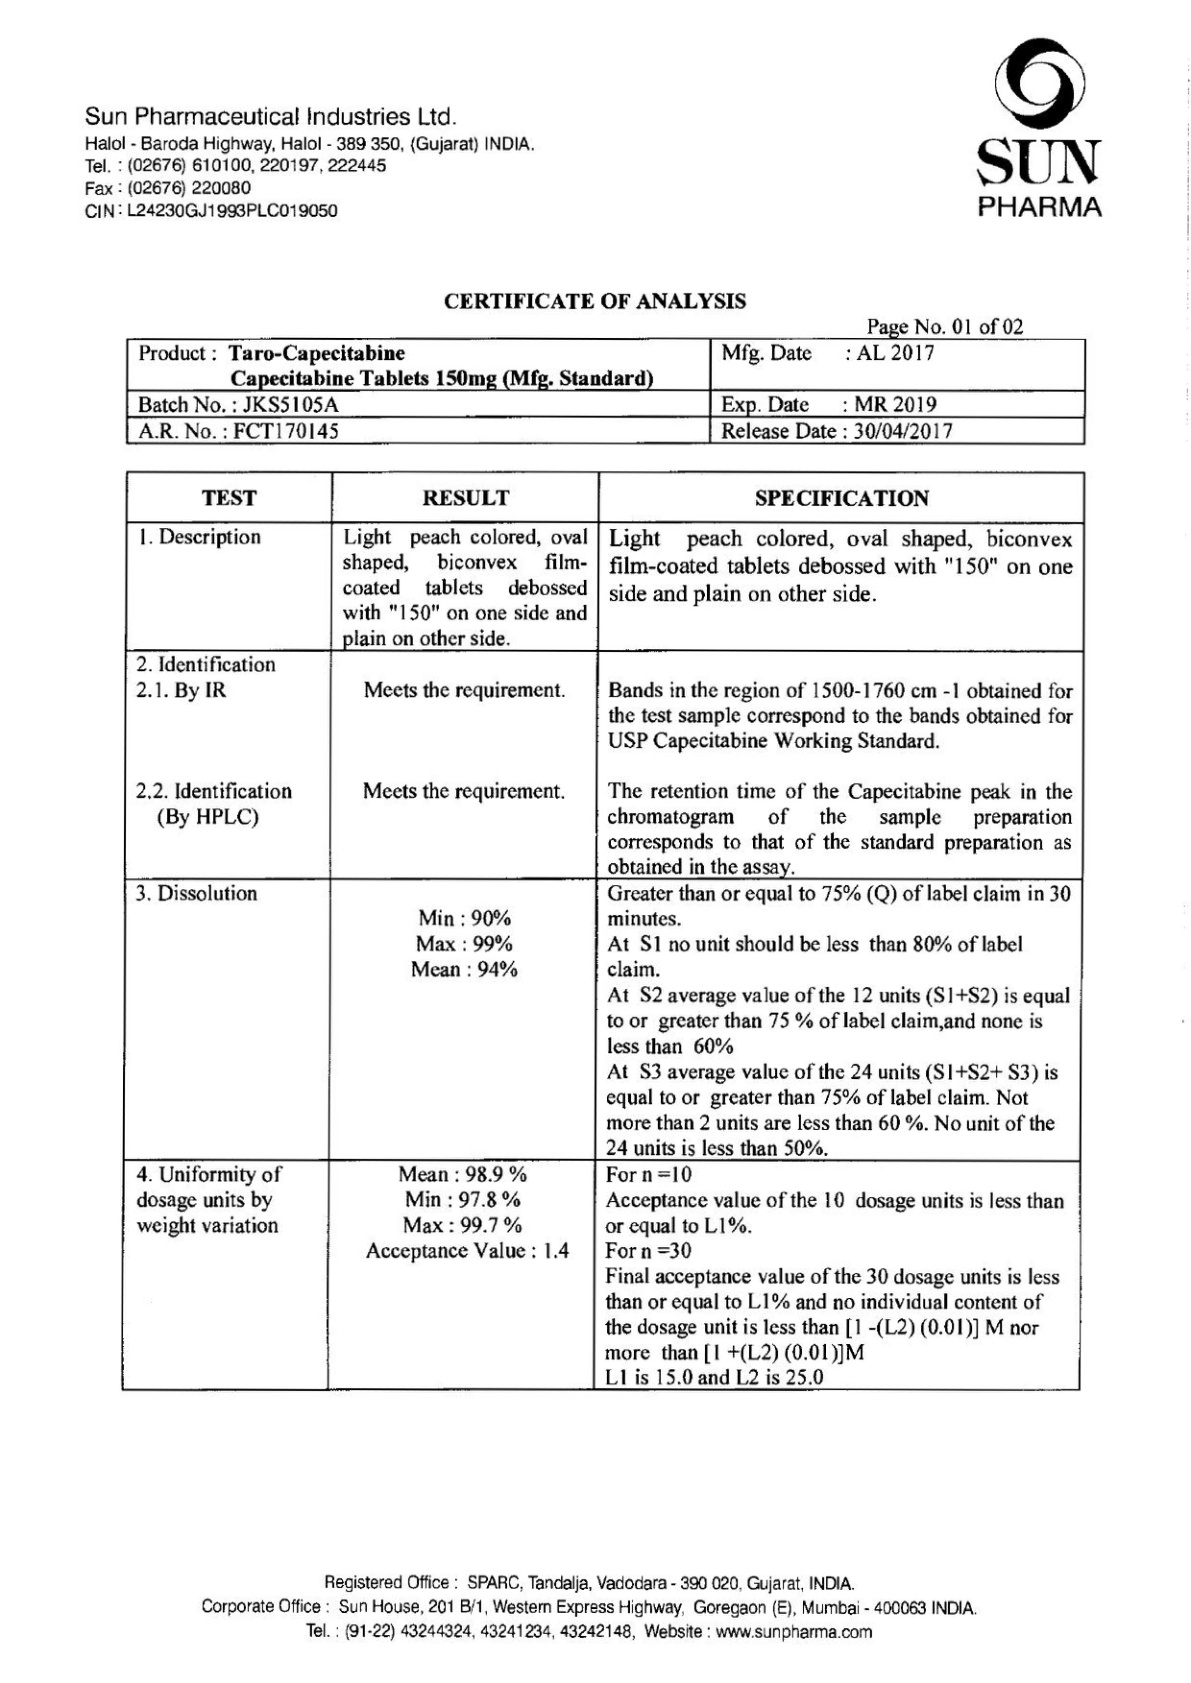 Sun Pharmaceutical Industries Ltd.
Halol - Baroda Highway, Halol - 389 350, (Gujarat) INDIA.
Tel. : (02676) 610100, 220197, 222445
Fax : (02676) 220080
CIN : L24230GJ1993PLC019050
SUN
PHARMA
CERTIFICATE OF ANALYSIS
Page No. 01 of 02
Product : Taro-Capecitabine
Capecitabine Tablets 150mg (Mfg. Standard)
Mfg. Date : AL 2017
Batch No. : JKS5105A
Exp. Date : MR 2019
A.R. No. : FCT170145
Release Date : 30/04/2017
TEST
RESULT
SPECIFICATION
1. Description
Light peach colored, oval
shaped, biconvex film-
coated tablets debossed
with "150" on one side and
plain on other side.
Light peach colored, oval shaped, biconvex
film-coated tablets debossed with "150" on one
side and plain on other side.
2. Identification
2.1. By IR
Meets the requirement.
Bands in the region of 1500-1760 cm -1 obtained for
the test sample correspond to the bands obtained for
USP Capecitabine Working Standard.
2.2. Identification
(By HPLC)
Meets the requirement.
The retention time of the Capecitabine peak in the
chromatogram of the sample preparation
corresponds to that of the standard preparation as
obtained in the assay.
3. Dissolution
Min : 90%
Max : 99%
Mean : 94%
Greater than or equal to 75% (Q) of label claim in 30
minutes.
At S1 no unit should be less than 80% of label
claim.
At S2 average value of the 12 units (S1+S2) is equal
to or greater than 75 % of label claim,and none is
less than 60%
At S3 average value of the 24 units (S1+S2+ S3) is
equal to or greater than 75% of label claim. Not
more than 2 units are less than 60 %. No unit of the
24 units is less than 50%.
4. Uniformity of
dosage units by
weight variation
Mean : 98.9 %
Min : 97.8 %
Max : 99.7 %
Acceptance Value : 1.4
For n =10
Acceptance value of the 10 dosage units is less than
or equal to L1%.
For n =30
Final acceptance value of the 30 dosage units is less
than or equal to L1% and no individual content of
the dosage unit is less than [1 -(L2) (0.01)] M nor
more than [1 +(L2) (0.01)]M
L1 is 15.0 and L2 is 25.0
Registered Office : SPARC, Tandalja, Vadodara - 390 020, Gujarat, INDIA.
Corporate Office : Sun House, 201 B/1, Western Express Highway, Goregaon (E), Mumbai - 400063 INDIA.
Tel. : (91-22) 43244324, 43241234, 43242148, Website : www.sunpharma.com